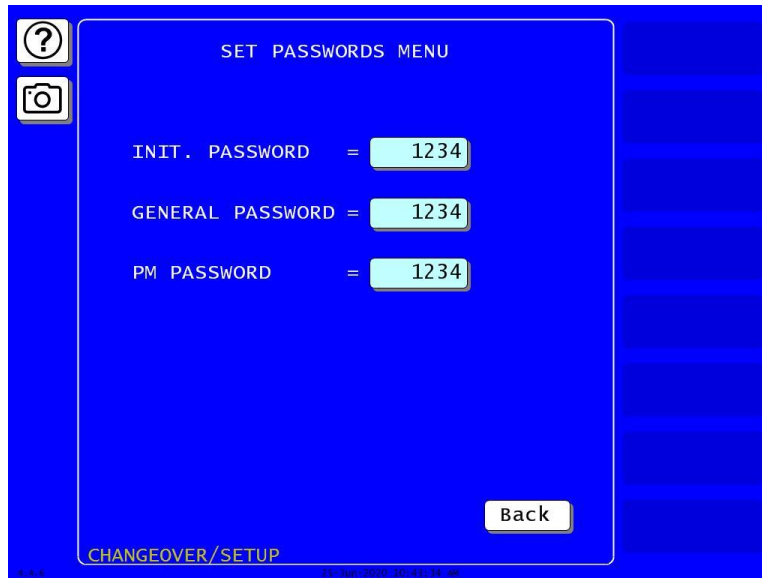 SET PASSWORDS MENU
INIT. PASSWORD = 1234
GENERAL PASSWORD = 1234
PM PASSWORD = 1234
Back
CHANGEOVER/SETUP